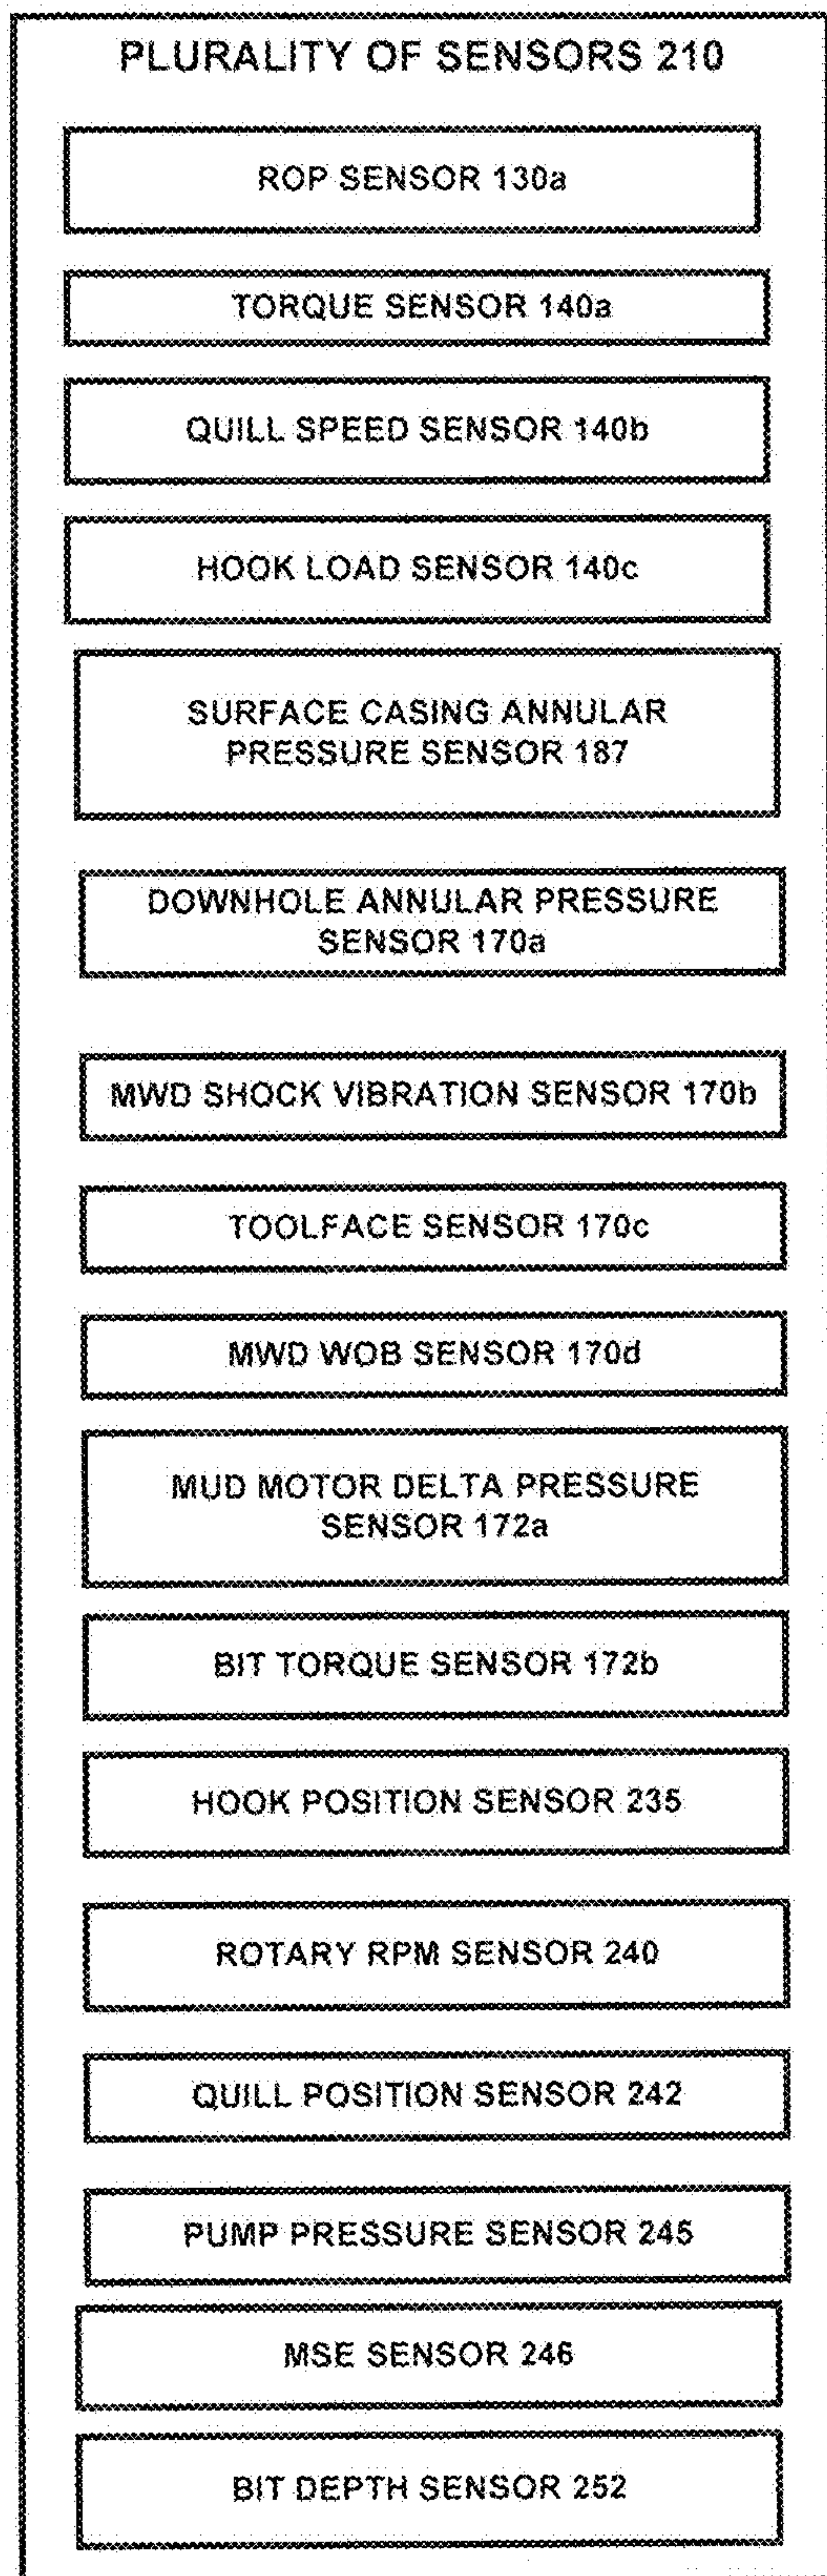 PLURALITY OF SENSORS 210
ROP SENSOR 130a
TORQUE SENSOR 140a
QUILL SPEED SENSOR 140b
HOOK LOAD SENSOR 140c
SURFACE CASING ANNULAR
PRESSURE SENSOR 187
DOWNHOLE ANNULAR PRESSURE
SENSOR 170a
MWD SHOCK VIBRATION SENSOR 170b
TOOLFACE SENSOR 170c
MWD WOB SENSOR 170d
MUD MOTOR DELTA PRESSURE
SENSOR 172a
BIT TORQUE SENSOR 172b
HOOK POSITION SENSOR 235
ROTARY RPM SENSOR 240
QUILL POSITION SENSOR 242
PUMP PRESSURE SENSOR 245
MSE SENSOR 246
BIT DEPTH SENSOR 252